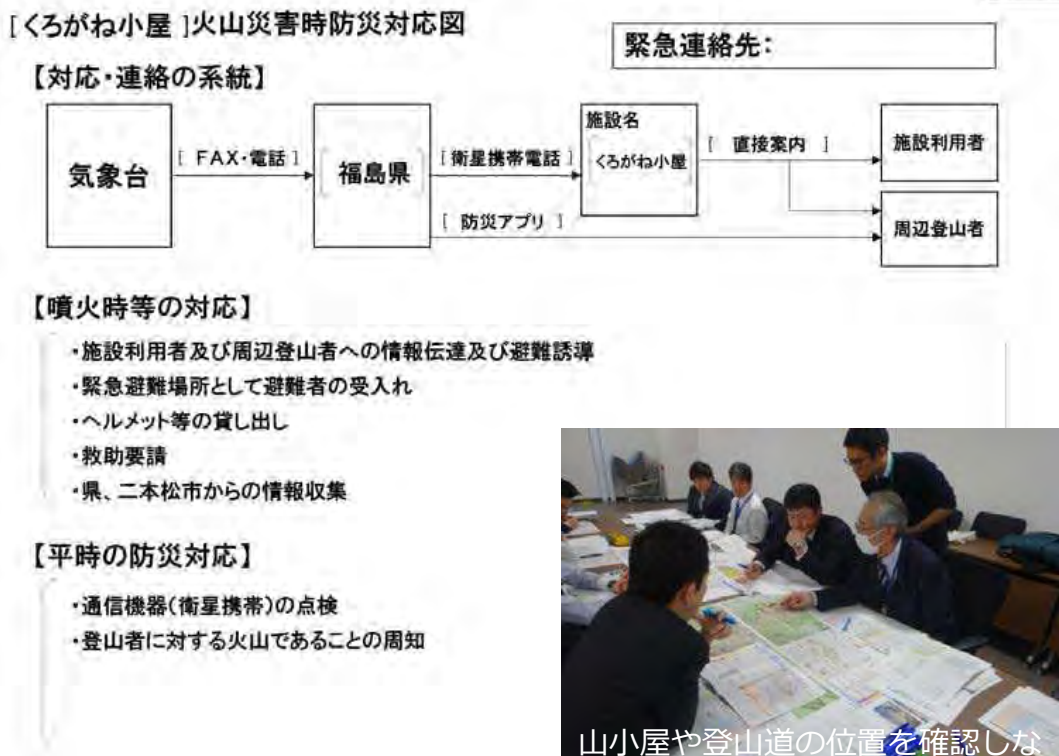 [くろがね小屋 ]火山災害時防災対応図
緊急連絡先:
【対応・連絡の系統】
気象台
[ FAX・電話 ]
[ 福島県 ]
[ 衛星携帯電話 ]
施設名
[ くろがね小屋 ]
[ 直接案内 ]
施設利用者
[ 防災アプリ ]
周辺登山者
【噴火時等の対応】
・施設利用者及び周辺登山者への情報伝達及び避難誘導
・緊急避難場所として避難者の受入れ
・ヘルメット等の貸し出し
・救助要請
・県、二本松市からの情報収集
【平時の防災対応】
・通信機器(衛星携帯)の点検
・登山者に対する火山であることの周知
山小屋や登山道の位置を確認しな